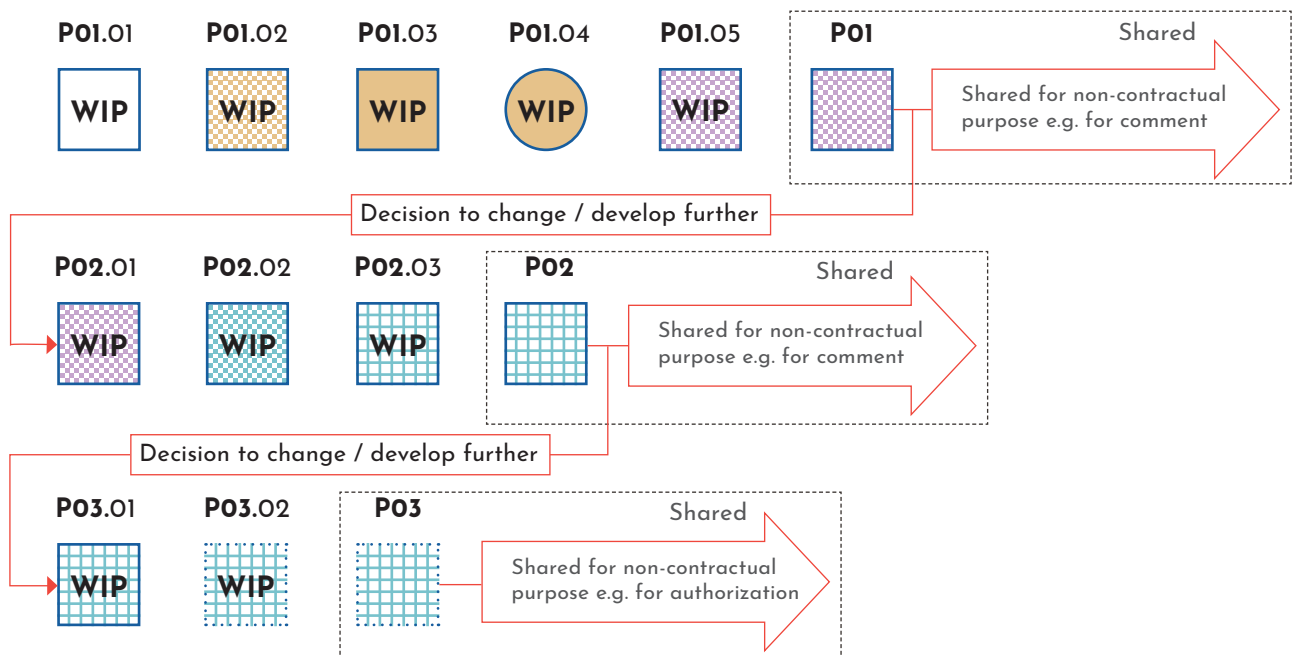 P01.01 P01.02 P01.03 P01.04 P01.05 P01 Shared
WIP WIP WIP WIP WIP
Shared for non-contractual
purpose e.g. for comment
Decision to change / develop further
P02.01 P02.02 P02.03 P02 Shared
WIP WIP WIP
Shared for non-contractual
purpose e.g. for comment
Decision to change / develop further
P03.01 P03.02 P03 Shared
WIP WIP
Shared for non-contractual
purpose e.g. for authorization